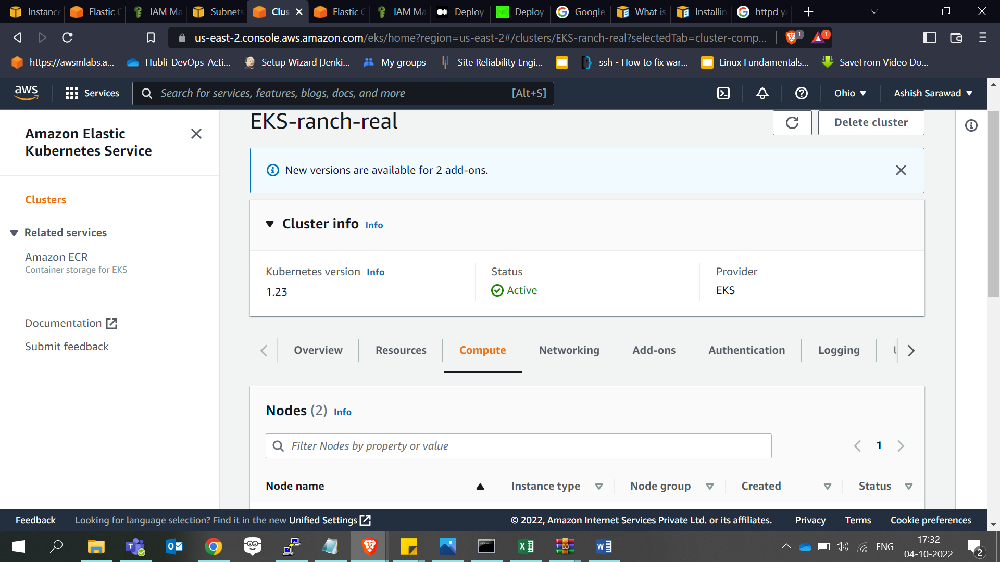 Instance
Elastic C
IAM Ma
Subnets
Clus
Elastic C
IAM Ma
Deploy
Deploy
Google
What is
Installin
httpd ya
us-east-2.console.aws.amazon.com/eks/home?region=us-east-2#/clusters/EKS-ranch-real?selectedTab=cluster-comp...
1
1
https://awsmlabs.a...
Hubli_DevOps_Acti...
Setup Wizard [Jenki...
My groups
Site Reliability Engi...
ssh - How to fix war...
Linux Fundamentals...
SaveFrom Video Do...
aws
Services
Search for services, features, blogs, docs, and more
[Alt+S]
Ohio
Ashish Sarawad
Amazon Elastic
Kubernetes Service
Clusters
Related services
Amazon ECR
Container storage for EKS
Documentation
Submit feedback
EKS-ranch-real
Delete cluster
New versions are available for 2 add-ons.
Cluster info Info
Kubernetes version Info
1.23
Status
Active
Provider
EKS
Overview
Resources
Compute
Networking
Add-ons
Authentication
Logging
Nodes (2) Info
Filter Nodes by property or value
1
Node name
Instance type
Node group
Created
Status
Feedback
Looking for language selection? Find it in the new Unified Settings
© 2022, Amazon Internet Services Private Ltd. or its affiliates.
Privacy
Terms
Cookie preferences
ENG
17:32
04-10-2022
2